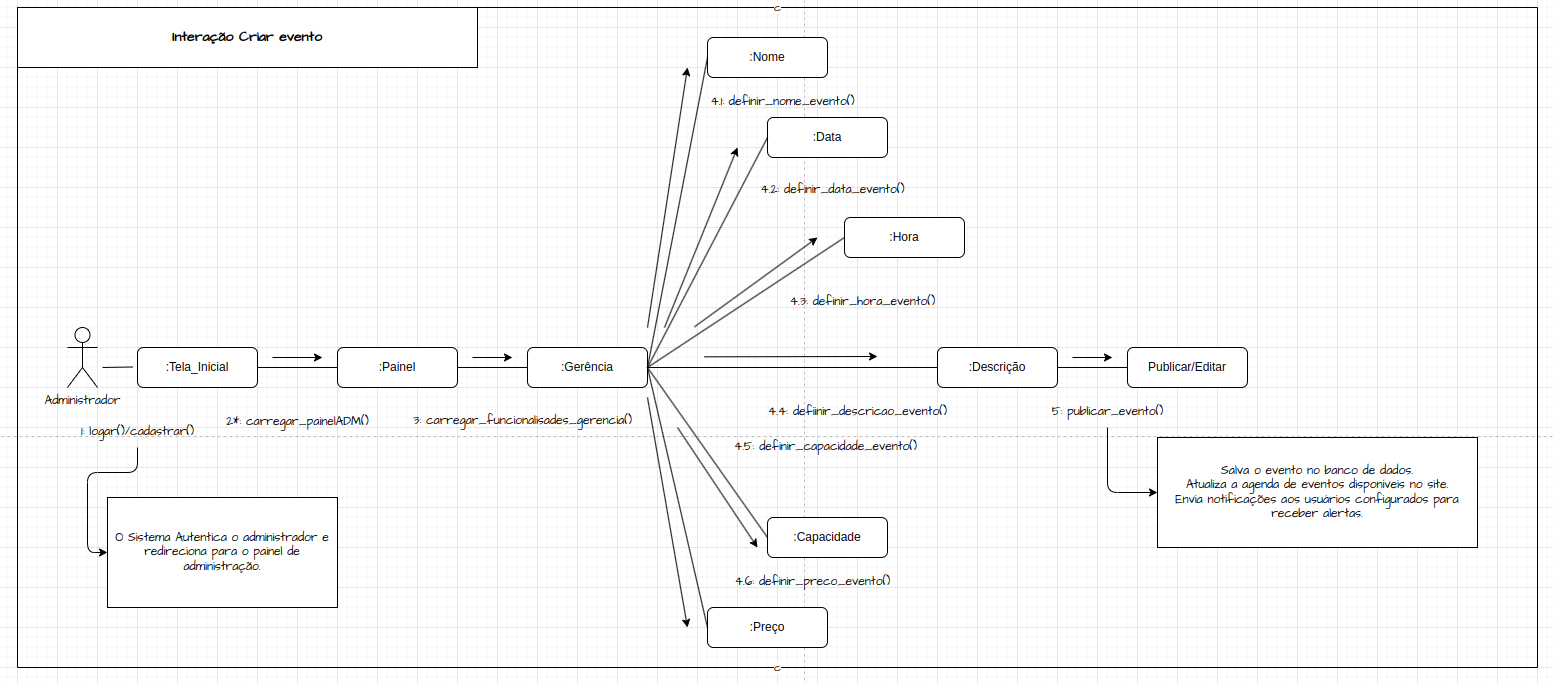 Interação Criar evento
:Nome
4.1: definir_nome_evento()
:Data
4.2: definir_data_evento()
:Hora
4.3: definir_hora_evento()
Administrador
:Tela_Inicial
:Painel
:Gerência
:Descrição
Publicar/Editar
1: logar()/cadastrar()
2*: carregar_painelADM()
3: carregar_funcionalisades_gerencia()
4.4: defiinir_descricao_evento()
5: publicar_evento()
4.5: definir_capacidade_evento()
Salva o evento no banco de dados.
Atualiza a agenda de eventos disponíveis no site.
Envia notificações aos usuários configurados para
receber alertas.
O Sistema Autentica o administrador e
redireciona para o painel de
administração.
:Capacidade
4.6: definir_preco_evento()
:Preço